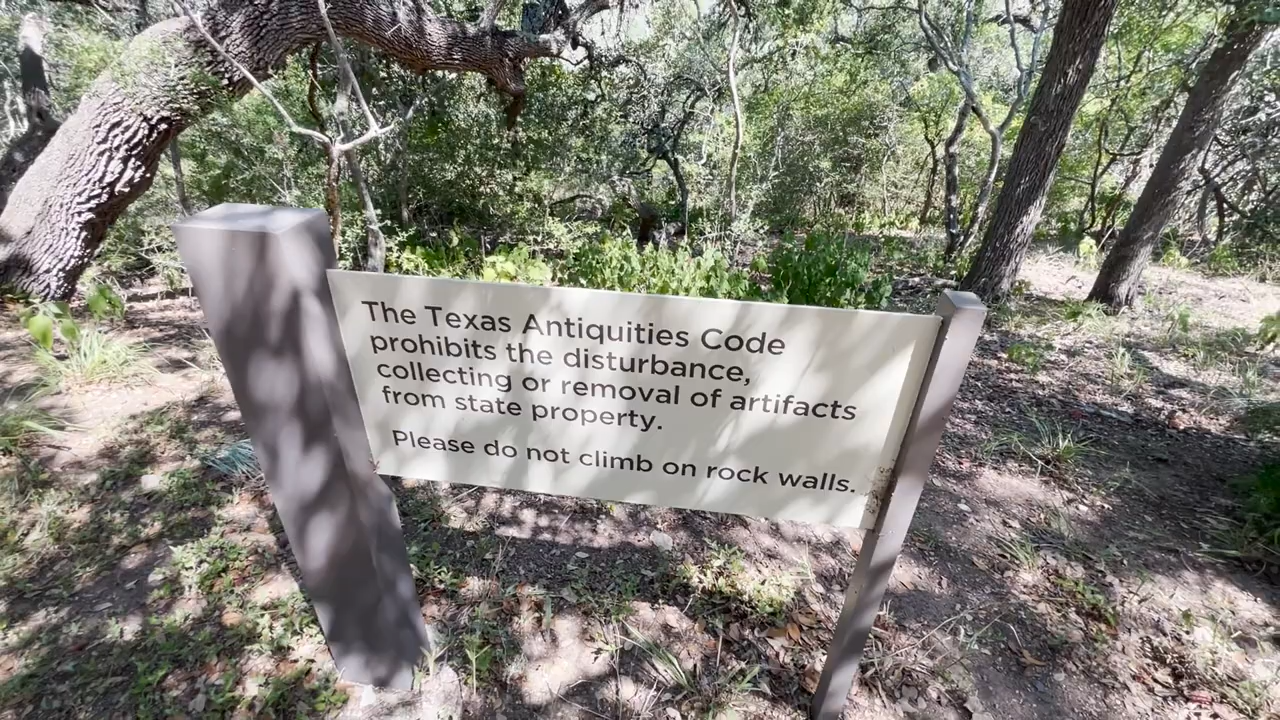 The Texas Antiquities Code
prohibits the disturbance,
collecting or removal of artifacts
from state property.
Please do not climb on rock walls.